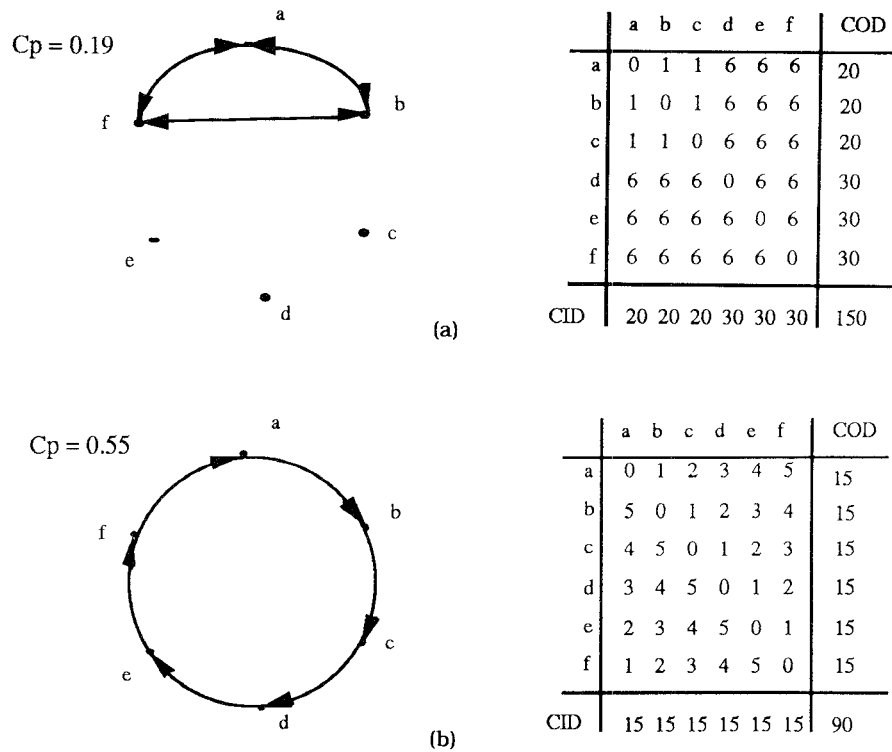 Cp = 0.19
a
b
f
e
c
d
(a)
a b c d e f COD
a 0 1 1 6 6 6 20
b 1 0 1 6 6 6 20
c 1 1 0 6 6 6 20
d 6 6 6 0 6 6 30
e 6 6 6 6 0 6 30
f 6 6 6 6 6 0 30
CID 20 20 20 30 30 30 150
Cp = 0.55
a
b
f
c
e
d
(b)
a b c d e f COD
a 0 1 2 3 4 5 15
b 5 0 1 2 3 4 15
c 4 5 0 1 2 3 15
d 3 4 5 0 1 2 15
e 2 3 4 5 0 1 15
f 1 2 3 4 5 0 15
CID 15 15 15 15 15 15 90